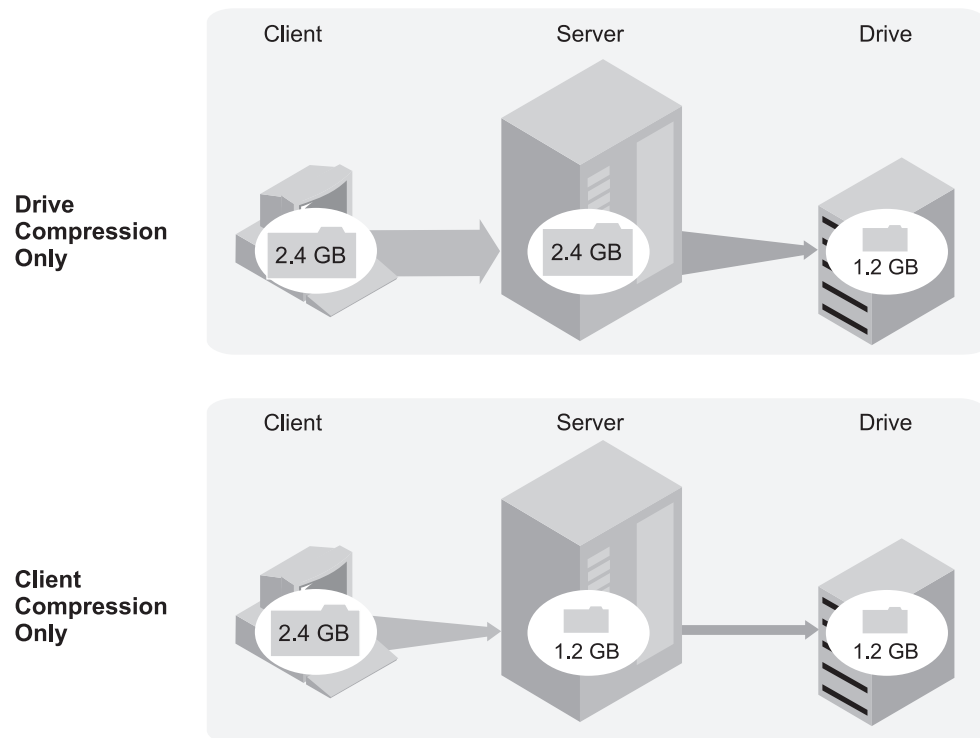 Client Server Drive
Drive
Compression
Only
2.4 GB 2.4 GB 1.2 GB
Client Server Drive
Client
Compression
Only
2.4 GB 1.2 GB 1.2 GB